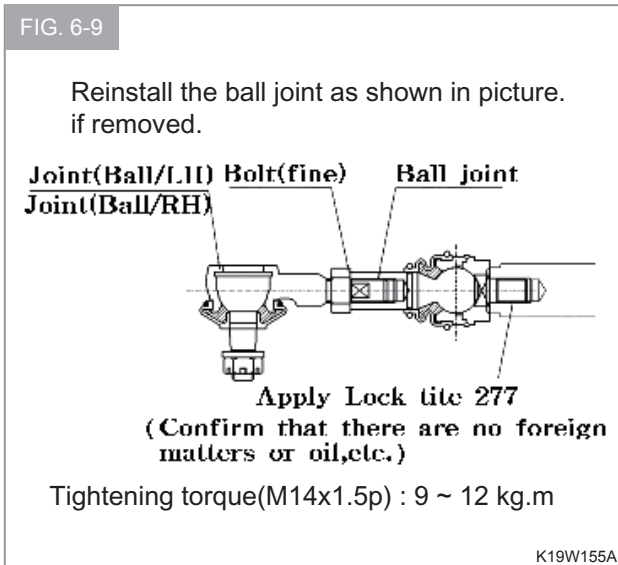 FIG. 6-9
Reinstall the ball joint as shown in picture.
if removed.
Joint(Ball/LH) Bolt(fine) Ball joint
Joint(Ball/RH)
Apply Lock tite 277
(Confirm that there are no foreign
matters or oil,etc.)
Tightening torque(M14x1.5p) : 9 ~ 12 kg.m
K19W155A